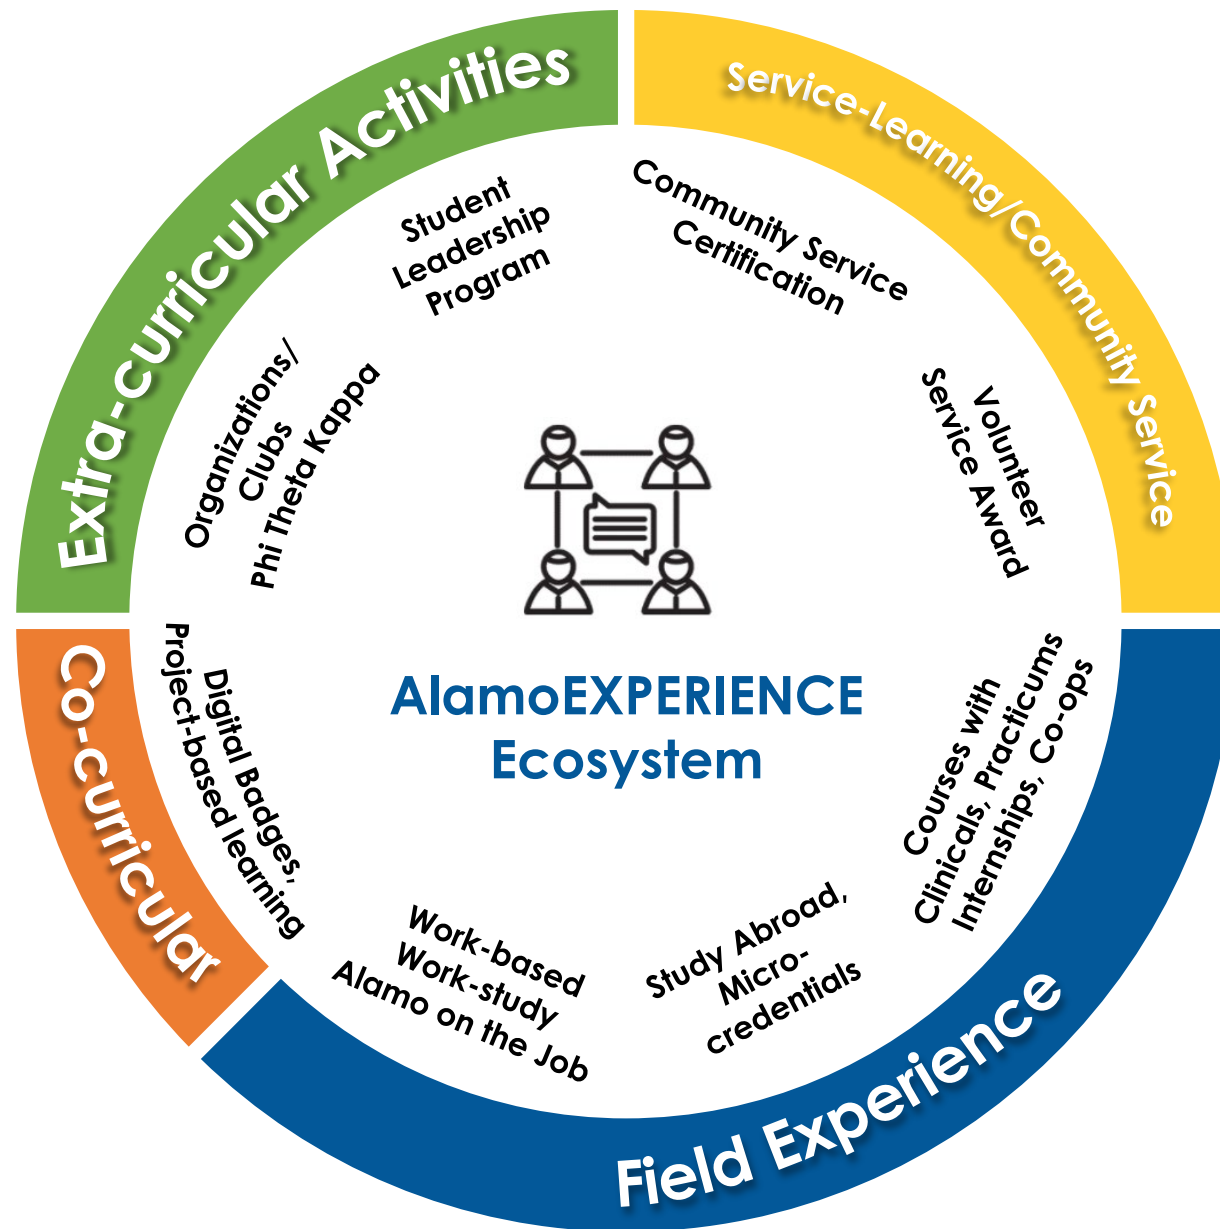 Extra-curricular Activities
Student
Leadership
Program
Organizations/
Clubs
Phi Theta Kappa
Service-Learning/Community Service
Community Service
Certification
Volunteer
Service Award
AlamoEXPERIENCE
Ecosystem
Co-curricular
Digital Badges,
Project-based learning
Field Experience
Work-based
Work-study
Alamo on the Job
Study Abroad,
Micro-
credentials
Courses with
Clinicals, Practicums
Internships, Co-ops